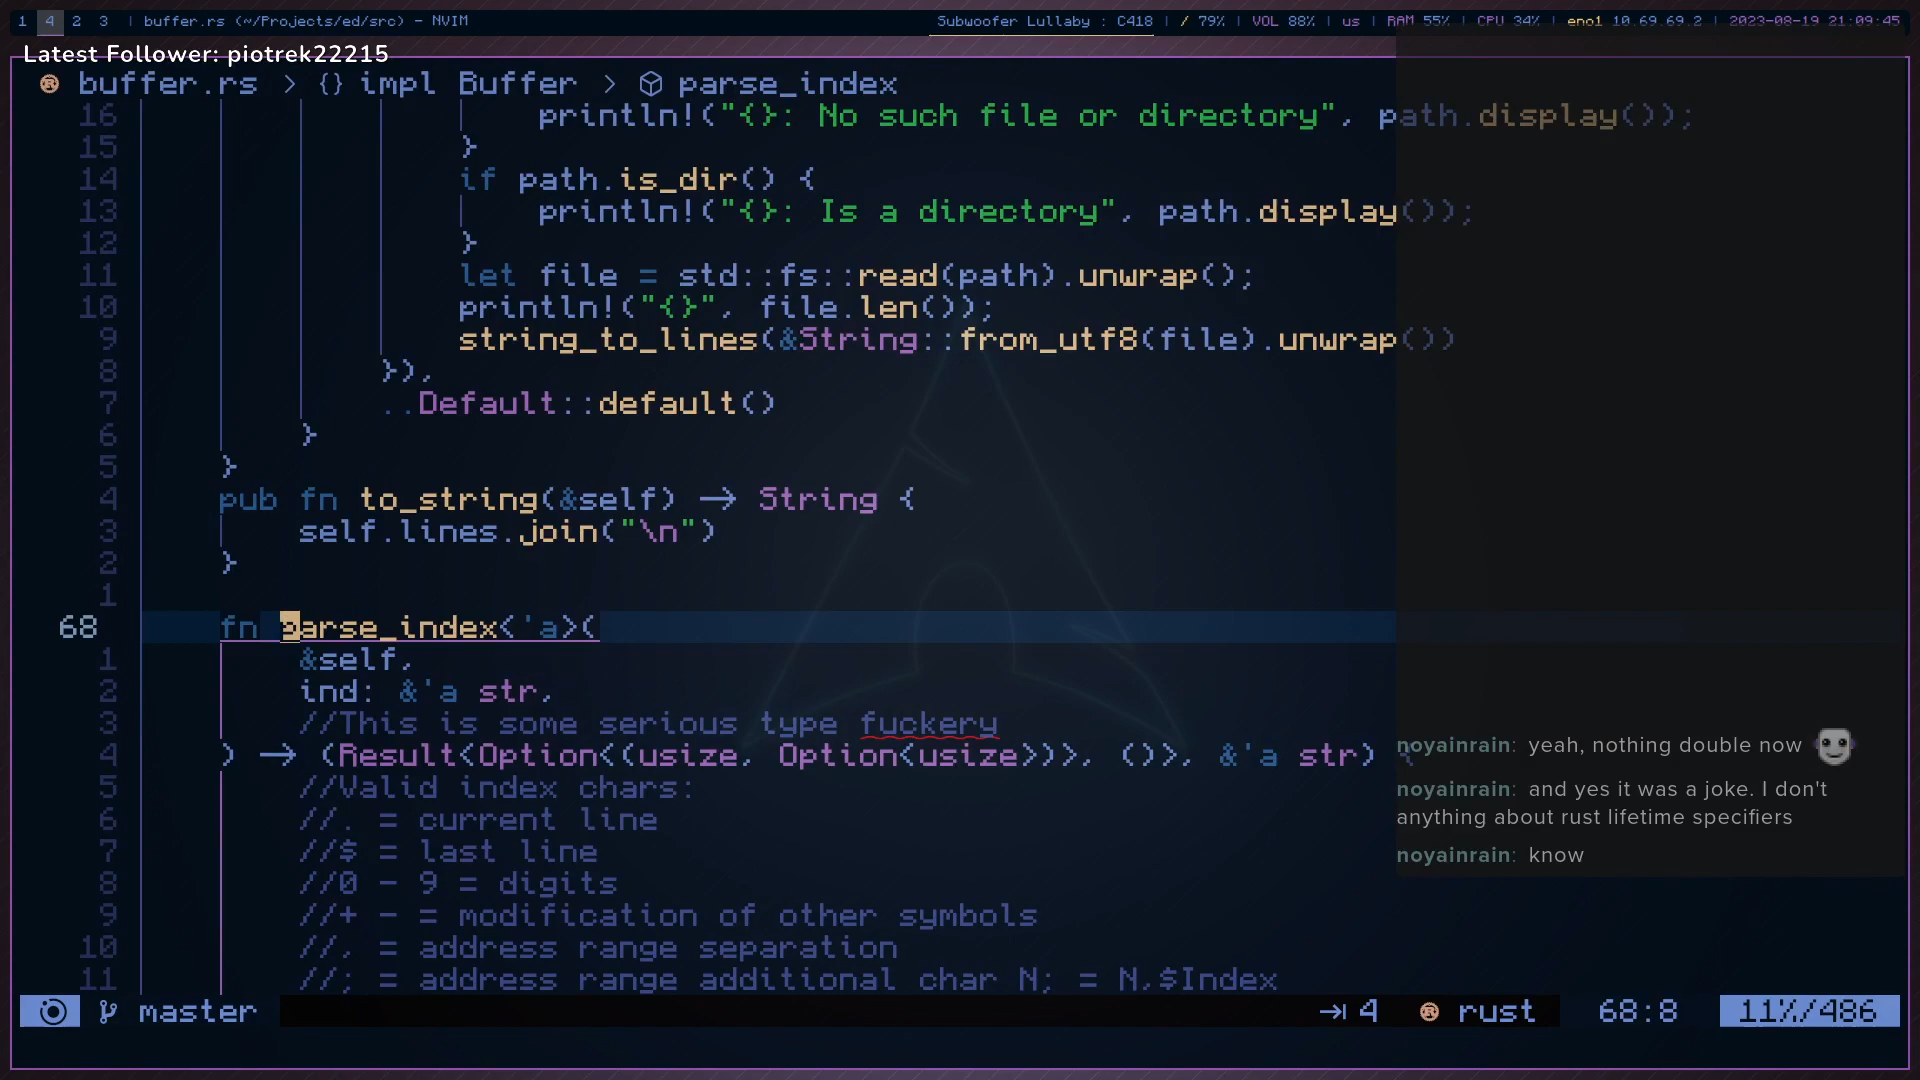 1 4 2 3 | buffer.rs (~/Projects/ed/src) - NVIM Subwoofer Lullaby : C418 | / 79% | VOL 88% | us | RAM 55% | CPU 34% | eno1 10.69.69.2 | 2023-08-19 21:09:45
Latest Follower: piotrek22215
buffer.rs > {} impl Buffer > parse_index
16 println!("{}: No such file or directory", path.display());
15 }
14 if path.is_dir() {
13 println!("{}: Is a directory", path.display());
12 }
11 let file = std::fs::read(path).unwrap();
10 println!("{}", file.len());
9 string_to_lines(&String::from_utf8(file).unwrap())
8 }),
7 ..Default::default()
6 }
5 }
4 pub fn to_string(&self) -> String {
3 self.lines.join("\n")
2 }
1
68 fn parse_index<'a>(
1 &self,
2 ind: &'a str,
3 //This is some serious type fuckery
4 ) -> (Result<Option<(usize, Option<usize>)>, ()>, &'a str) {
5 //Valid index chars:
6 //. = current line
7 //$ = last line
8 //0 - 9 = digits
9 //+ - = modification of other symbols
10 //, = address range separation
11 //; = address range additional char N; = N,$Index
noyainrain: yeah, nothing double now
noyainrain: and yes it was a joke. I don't
anything about rust lifetime specifiers
noyainrain: know
master 4 rust 68:8 11%/486